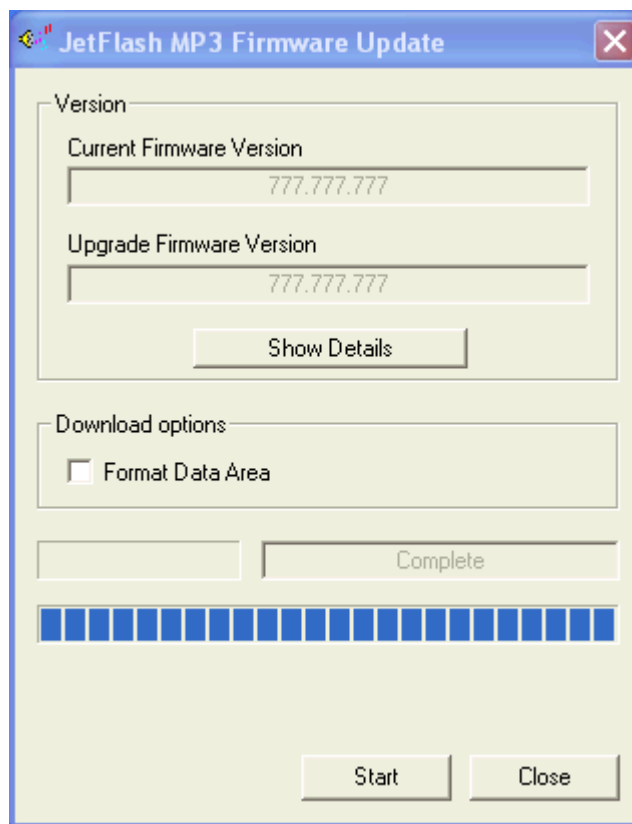 JetFlash MP3 Firmware Update
Version
Current Firmware Version
777.777.777
Upgrade Firmware Version
777.777.777
Show Details
Download options
Format Data Area
Complete
Start Close